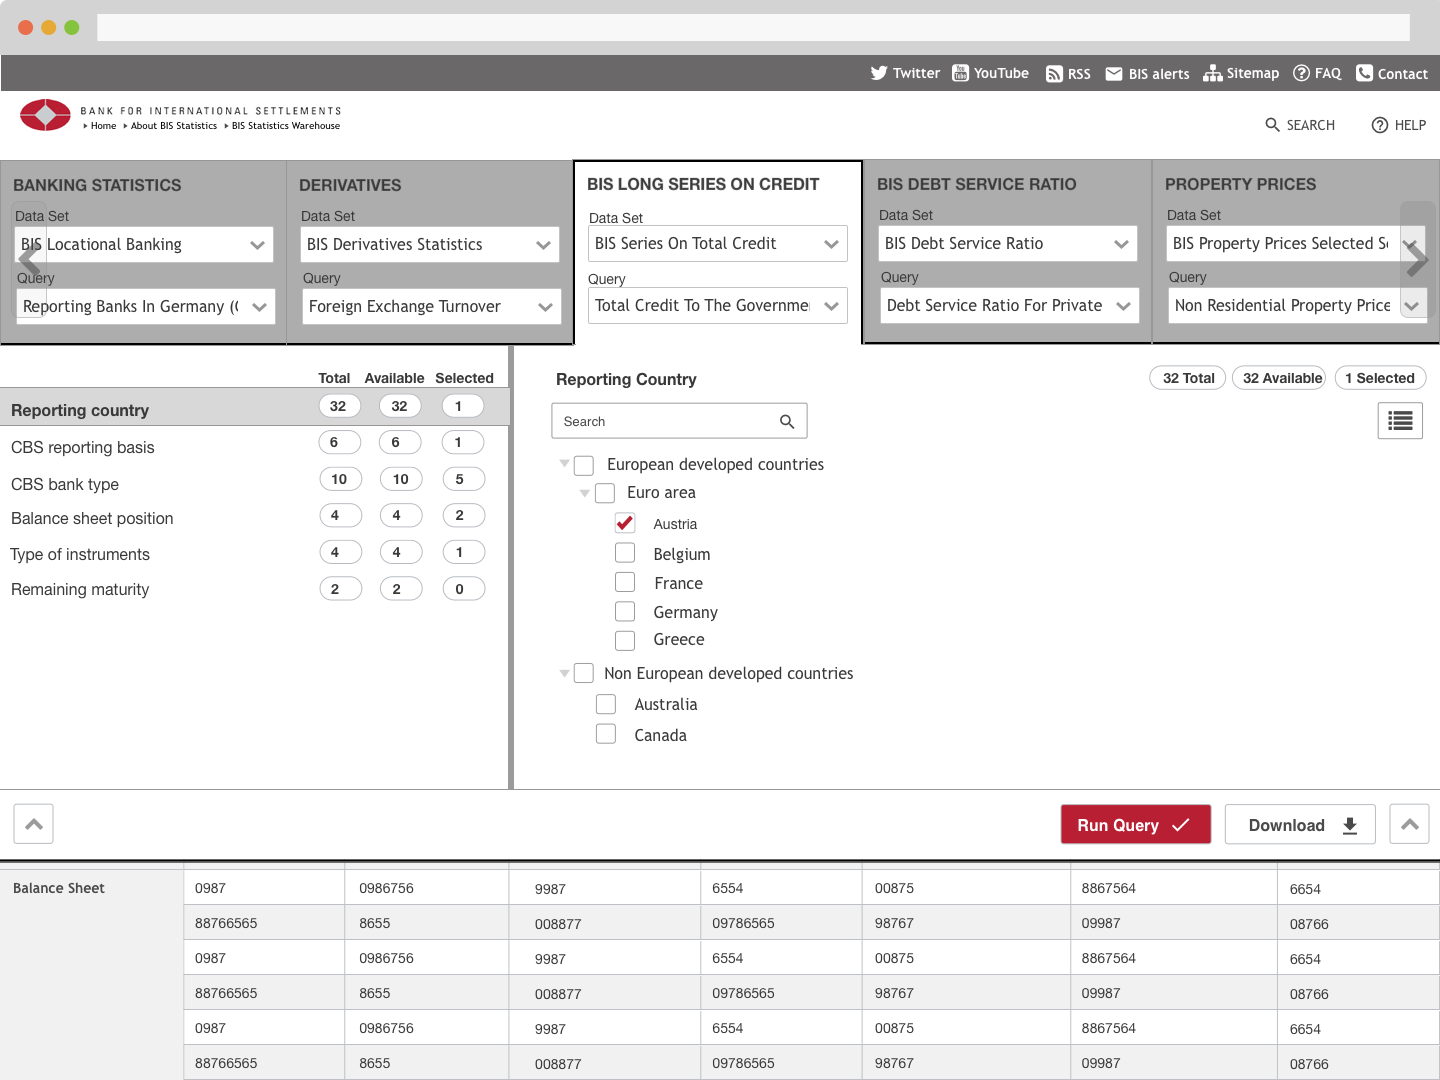 Twitter YouTube RSS BIS alerts Sitemap FAQ Contact
BANK FOR INTERNATIONAL SETTLEMENTS
Home About BIS Statistics BIS Statistics Warehouse
SEARCH HELP
BANKING STATISTICS DERIVATIVES BIS LONG SERIES ON CREDIT BIS DEBT SERVICE RATIO PROPERTY PRICES
Data Set Data Set Data Set Data Set Data Set
BIS Locational Banking BIS Derivatives Statistics BIS Series On Total Credit BIS Debt Service Ratio BIS Property Prices Selected Se
Query Query Query Query Query
Reporting Banks In Germany ( Foreign Exchange Turnover Total Credit To The Governme Debt Service Ratio For Private Non Residential Property Price
Total Available Selected
Reporting country 32 32 1
CBS reporting basis 6 6 1
CBS bank type 10 10 5
Balance sheet position 4 4 2
Type of instruments 4 4 1
Remaining maturity 2 2 0
Reporting Country 32 Total 32 Available 1 Selected
Search
European developed countries
Euro area
Austria
Belgium
France
Germany
Greece
Non European developed countries
Australia
Canada
Run Query Download
Balance Sheet 0987 0986756 9987 6554 00875 8867564 6654
88766565 8655 008877 09786565 98767 09987 08766
0987 0986756 9987 6554 00875 8867564 6654
88766565 8655 008877 09786565 98767 09987 08766
0987 0986756 9987 6554 00875 8867564 6654
88766565 8655 008877 09786565 98767 09987 08766